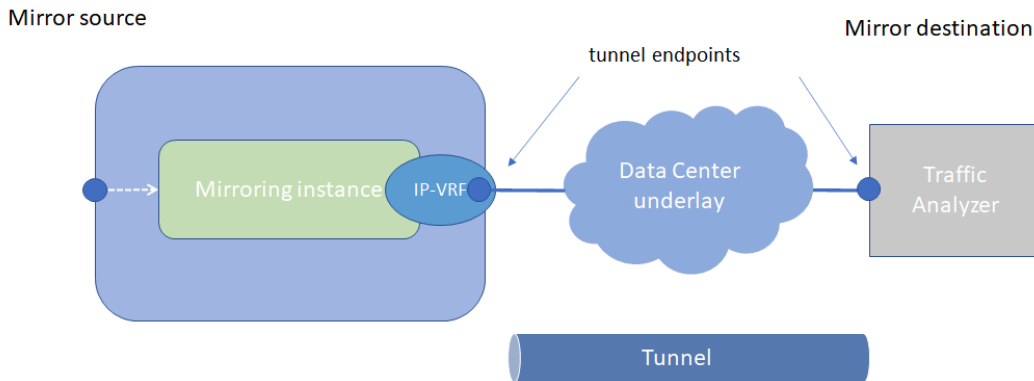 Mirror source
Mirror destination
tunnel endpoints
Mirroring instance
IP-VRF
Data Center
underlay
Traffic
Analyzer
Tunnel